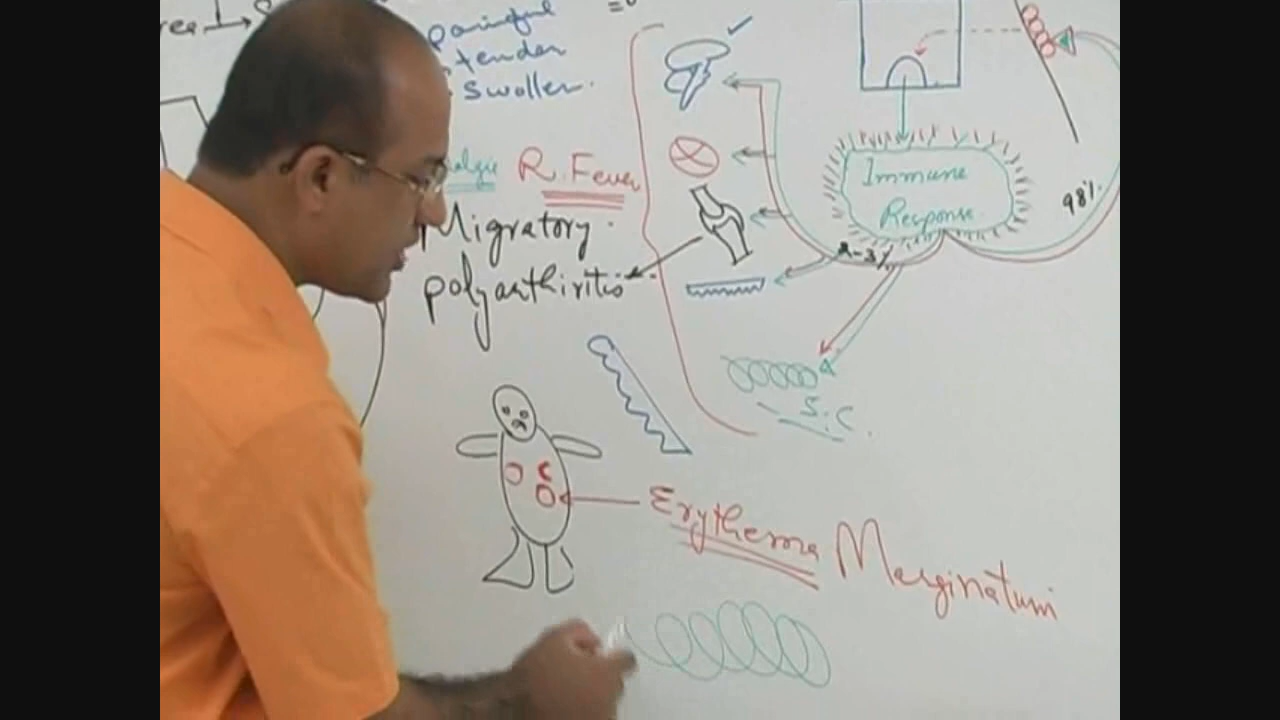 painful
tender
Swollen.
R. Fever
Migratory
polyarthiritis
Immune
Response
98%
2-3%
S.C.
Erythema Marginatum